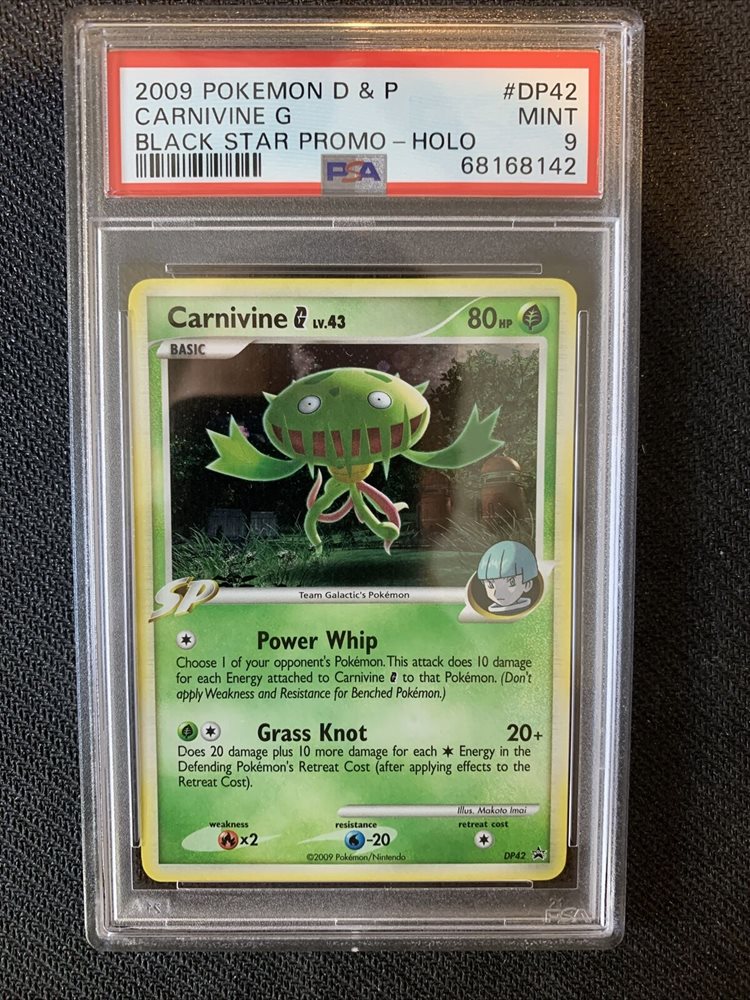 2009 POKEMON D & P #DP42
CARNIVINE G MINT
BLACK STAR PROMO - HOLO 9
PSA 68168142
Carnivine G LV.43 80 HP
BASIC
SP
Team Galactic's Pokémon
Power Whip
Choose 1 of your opponent's Pokémon. This attack does 10 damage
for each Energy attached to Carnivine G to that Pokémon. (Don't
apply Weakness and Resistance for Benched Pokémon.)
Grass Knot 20+
Does 20 damage plus 10 more damage for each Energy in the
Defending Pokémon's Retreat Cost (after applying effects to the
Retreat Cost).
Illus. Makoto Imai
weakness resistance retreat cost
x2 -20
©2009 Pokémon/Nintendo DP42
PSA